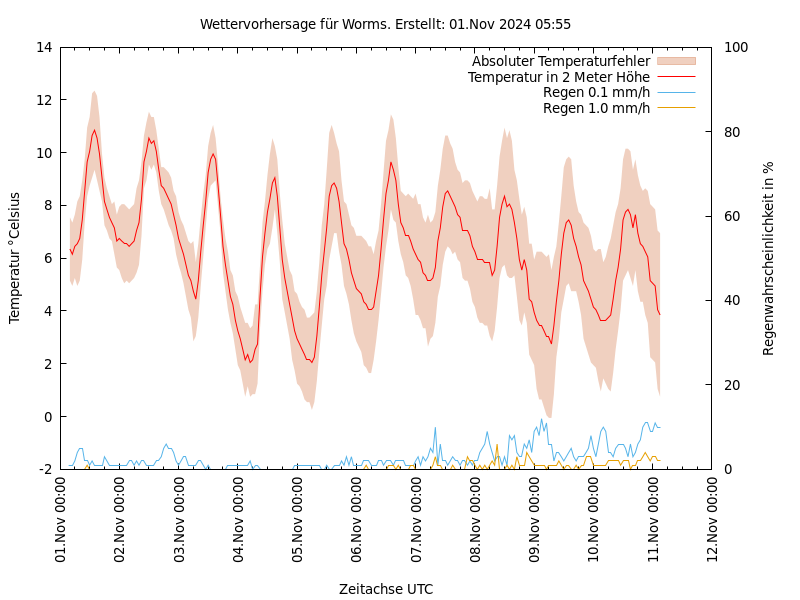 Wettervorhersage für Worms. Erstellt: 01.Nov 2024 05:55
Absoluter Temperaturfehler
Temperatur in 2 Meter Höhe
Regen 0.1 mm/h
Regen 1.0 mm/h
Temperatur °Celsius
14
12
10
8
6
4
2
0
-2
100
80
60
40
20
0
Regenwahrscheinlichkeit in %
01.Nov 00:00
02.Nov 00:00
03.Nov 00:00
04.Nov 00:00
05.Nov 00:00
06.Nov 00:00
07.Nov 00:00
08.Nov 00:00
09.Nov 00:00
10.Nov 00:00
11.Nov 00:00
12.Nov 00:00
Zeitachse UTC